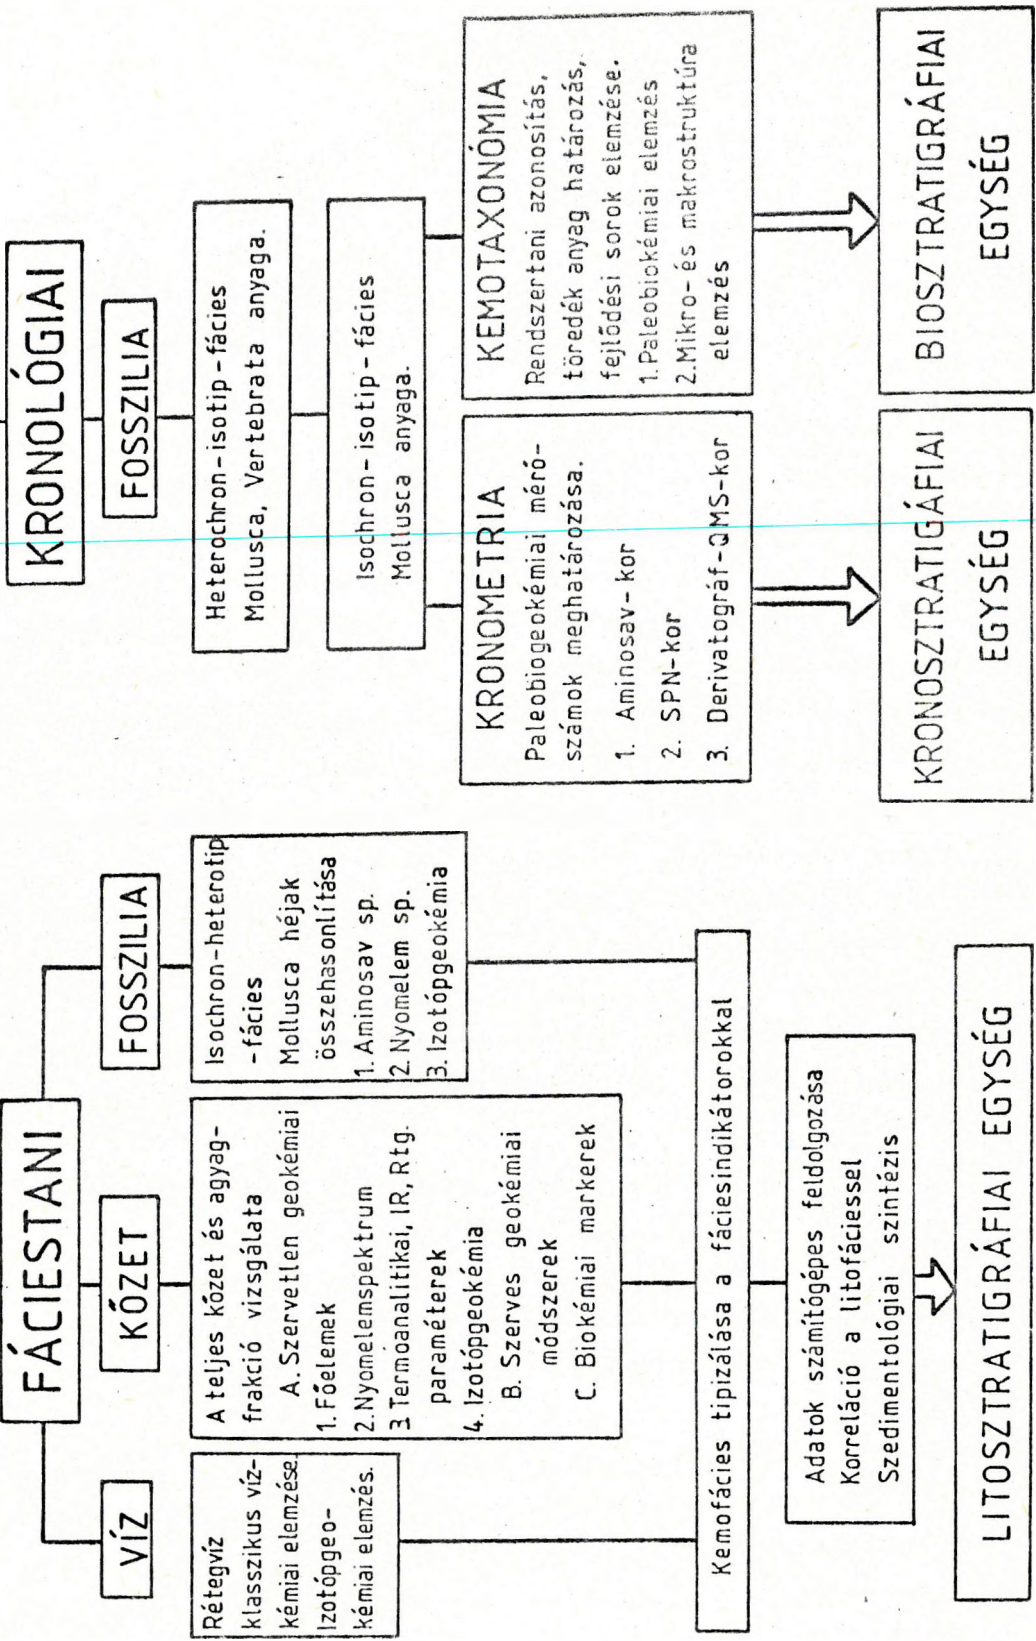 FÁCIESTANI
VÍZ
Rétegvíz
klasszikus víz-
kémiai elemzése.
Izotópgeo-
kémiai elemzés.
KŐZET
A teljes kőzet és agyag-
frakció vizsgálata
A. Szervetlen geokémiai
1. Főelemek
2. Nyomelemspektrum
3 Termoanalitikai, IR, Rtg.
paraméterek
4. Izotópgeokémia
B. Szerves geokémiai
módszerek
C. Biokémiai markerek
FOSSZILIA
Isochron-heterotip
-fácies
Mollusca héjak
összehasonlítása
1. Aminosav sp.
2. Nyomelem sp.
3. Izotópgeokémia
Kemofácies tipizálása a fáciesindikátorokkal
Adatok számítógépes feldolgozása
Korreláció a litofáciessel
Szedimentológiai szintézis
LITOSZTRATIGRÁFIAI EGYSÉG
KRONOLÓGIAI
FOSSZILIA
Heterochron-isotip-fácies
Mollusca, Vertebrata anyaga.
Isochron-isotip-fácies
Mollusca anyaga.
KRONOMETRIA
Paleobiogeokémiai mérő-
számok meghatározása.
1. Aminosav-kor
2. SPN-kor
3. Derivatográf-QMS-kor
KRONOSZTRATIGÁFIAI
EGYSÉG
KEMOTAXONÓMIA
Rendszertani azonosítás,
töredék anyag határozás,
fejlődési sorok elemzése.
1. Paleobiokémiai elemzés
2. Mikro- és makrostruktúra
elemzés
BIOSZTRATIGRÁFIAI
EGYSÉG